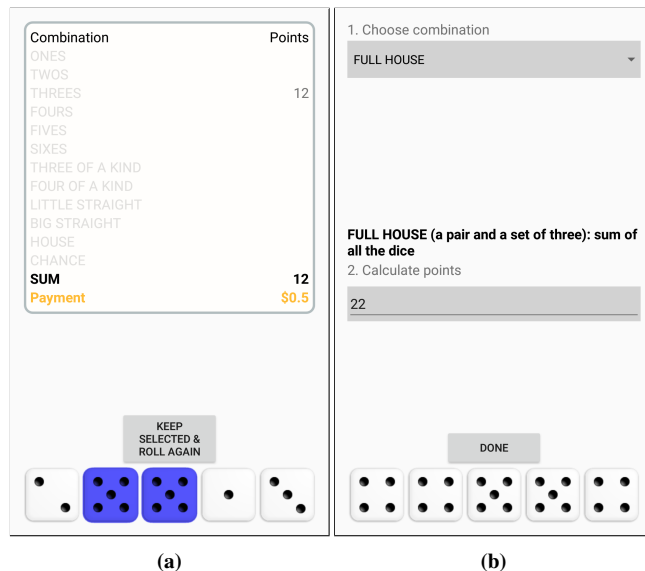 Combination Points
ONES
TWOS
THREES 12
FOURS
FIVES
SIXES
THREE OF A KIND
FOUR OF A KIND
LITTLE STRAIGHT
BIG STRAIGHT
HOUSE
CHANCE
SUM 12
Payment $0.5
KEEP
SELECTED &
ROLL AGAIN
(a)
1. Choose combination
FULL HOUSE
FULL HOUSE (a pair and a set of three): sum of
all the dice
2. Calculate points
22
DONE
(b)